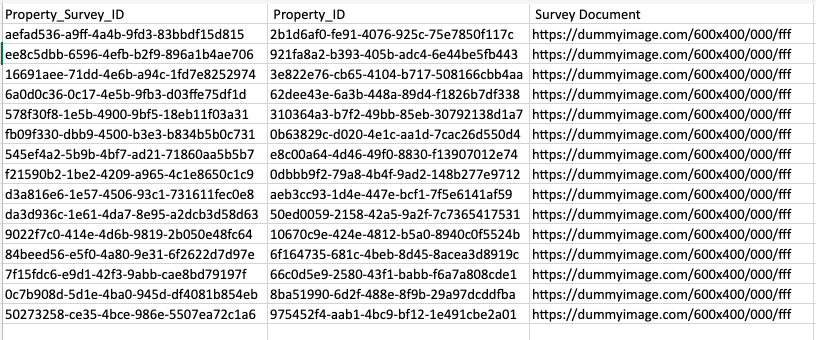 Property_Survey_ID Property_ID Survey Document
aefad536-a9ff-4a4b-9fd3-83bbdf15d815 2b1d6af0-fe91-4076-925c-75e7850f117c https://dummyimage.com/600x400/000/fff
ee8c5dbb-6596-4efb-b2f9-896a1b4ae706 921fa8a2-b393-405b-adc4-6e44be5fb443 https://dummyimage.com/600x400/000/fff
16691aee-71dd-4e6b-a94c-1fd7e8252974 3e822e76-cb65-4104-b717-508166cbb4aa https://dummyimage.com/600x400/000/fff
6a0d0c36-0c17-4e5b-9fb3-d03ffe75df1d 62dee43e-6a3b-448a-89d4-f1826b7df338 https://dummyimage.com/600x400/000/fff
578f30f8-1e5b-4900-9bf5-18eb11f03a31 310364a3-b7f2-49bb-85eb-30792138d1a7 https://dummyimage.com/600x400/000/fff
fb09f330-dbb9-4500-b3e3-b834b5b0c731 0b63829c-d020-4e1c-aa1d-7cac26d550d4 https://dummyimage.com/600x400/000/fff
545ef4a2-5b9b-4bf7-ad21-71860aa5b5b7 e8c00a64-4d46-49f0-8830-f13907012e74 https://dummyimage.com/600x400/000/fff
f21590b2-1be2-4209-a965-4c1e8650c1c9 0dbbb9f2-79a8-4b4f-9ad2-148b277e9712 https://dummyimage.com/600x400/000/fff
d3a816e6-1e57-4506-93c1-731611fec0e8 aeb3cc93-1d4e-447e-bcf1-7f5e6141af59 https://dummyimage.com/600x400/000/fff
da3d936c-1e61-4da7-8e95-a2dcb3d58d63 50ed0059-2158-42a5-9a2f-7c7365417531 https://dummyimage.com/600x400/000/fff
9022f7c0-414e-4d6b-9819-2b050e48fc64 10670c9e-424e-4812-b5a0-8940c0f5524b https://dummyimage.com/600x400/000/fff
84beed56-e5f0-4a80-9e31-6f2622d7d97e 6f164735-681c-4beb-8d45-8acea3d8919c https://dummyimage.com/600x400/000/fff
7f15fdc6-e9d1-42f3-9abb-cae8bd79197f 66c0d5e9-2580-43f1-babb-f6a7a808cde1 https://dummyimage.com/600x400/000/fff
0c7b908d-5d1e-4ba0-945d-df4081b854eb 8ba51990-6d2f-488e-8f9b-29a97dcddfba https://dummyimage.com/600x400/000/fff
50273258-ce35-4bce-986e-5507ea72c1a6 975452f4-aab1-4bc9-bf12-1e491cbe2a01 https://dummyimage.com/600x400/000/fff